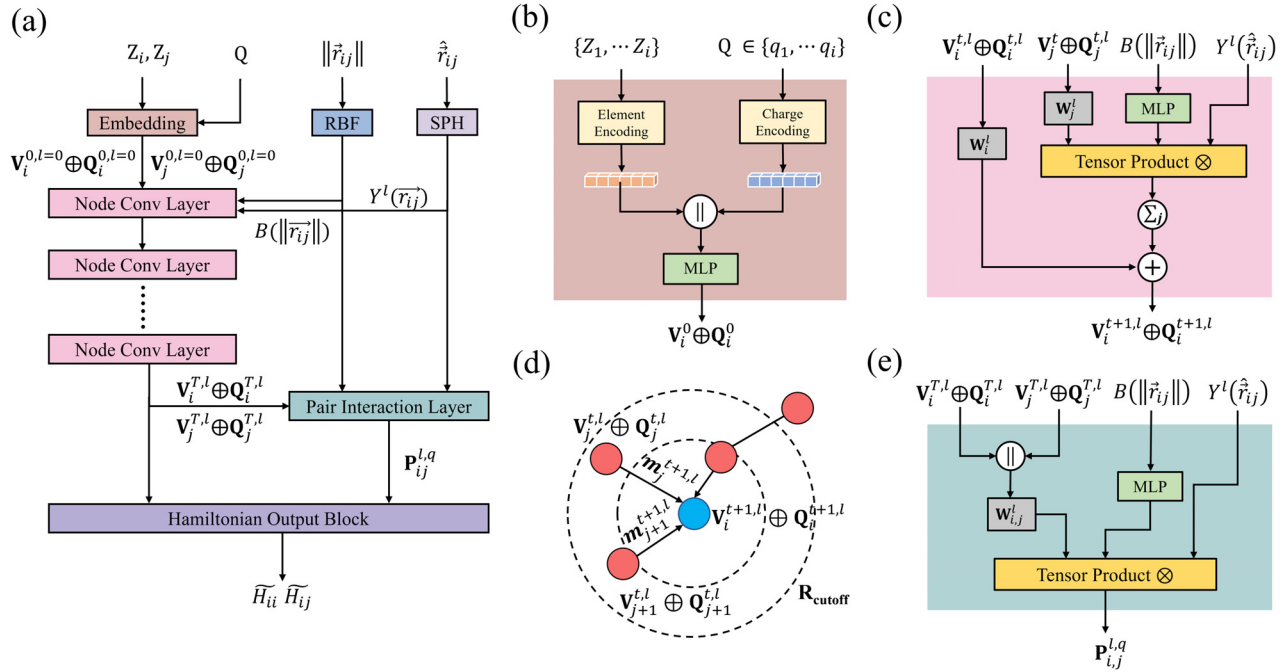 (a)
Z_i, Z_j
Q
‖r⃗_ij‖
r̂⃗_ij
Embedding
RBF
SPH
V_i^{0,l=0}⊕Q_i^{0,l=0}
V_j^{0,l=0}⊕Q_j^{0,l=0}
Node Conv Layer
Y^l(r_ij→)
B(‖r_ij→‖)
Node Conv Layer
Node Conv Layer
V_i^{T,l}⊕Q_i^{T,l}
V_j^{T,l}⊕Q_j^{T,l}
Pair Interaction Layer
P_ij^{l,q}
Hamiltonian Output Block
H̃_ii H̃_ij
(b)
{Z_1, ⋯ Z_i}
Q ∈ {q_1, ⋯ q_i}
Element
Encoding
Charge
Encoding
||
MLP
V_i^0⊕Q_i^0
(c)
V_i^{t,l}⊕Q_i^{t,l}
V_j^t⊕Q_j^{t,l}
B(‖r⃗_ij‖)
Y^l(r̂⃗_ij)
W_j^l
MLP
W_i^l
Tensor Product ⊗
Σ_j
+
V_i^{t+1,l}⊕Q_i^{t+1,l}
(d)
V_j^{t,l} ⊕ Q_j^{t,l}
m_j^{t+1,l}
V_i^{t+1,l} ⊕ Q_i^{t+1,l}
m_{j+1}^{t+1,l}
V_{j+1}^{t,l} ⊕ Q_{j+1}^{t,l}
R_cutoff
(e)
V_i^{T,l}⊕Q_i^{T,l}
V_j^{T,l}⊕Q_j^{T,l}
B(‖r⃗_ij‖)
Y^l(r̂⃗_ij)
||
MLP
W_{i,j}^l
Tensor Product ⊗
P_{i,j}^{l,q}